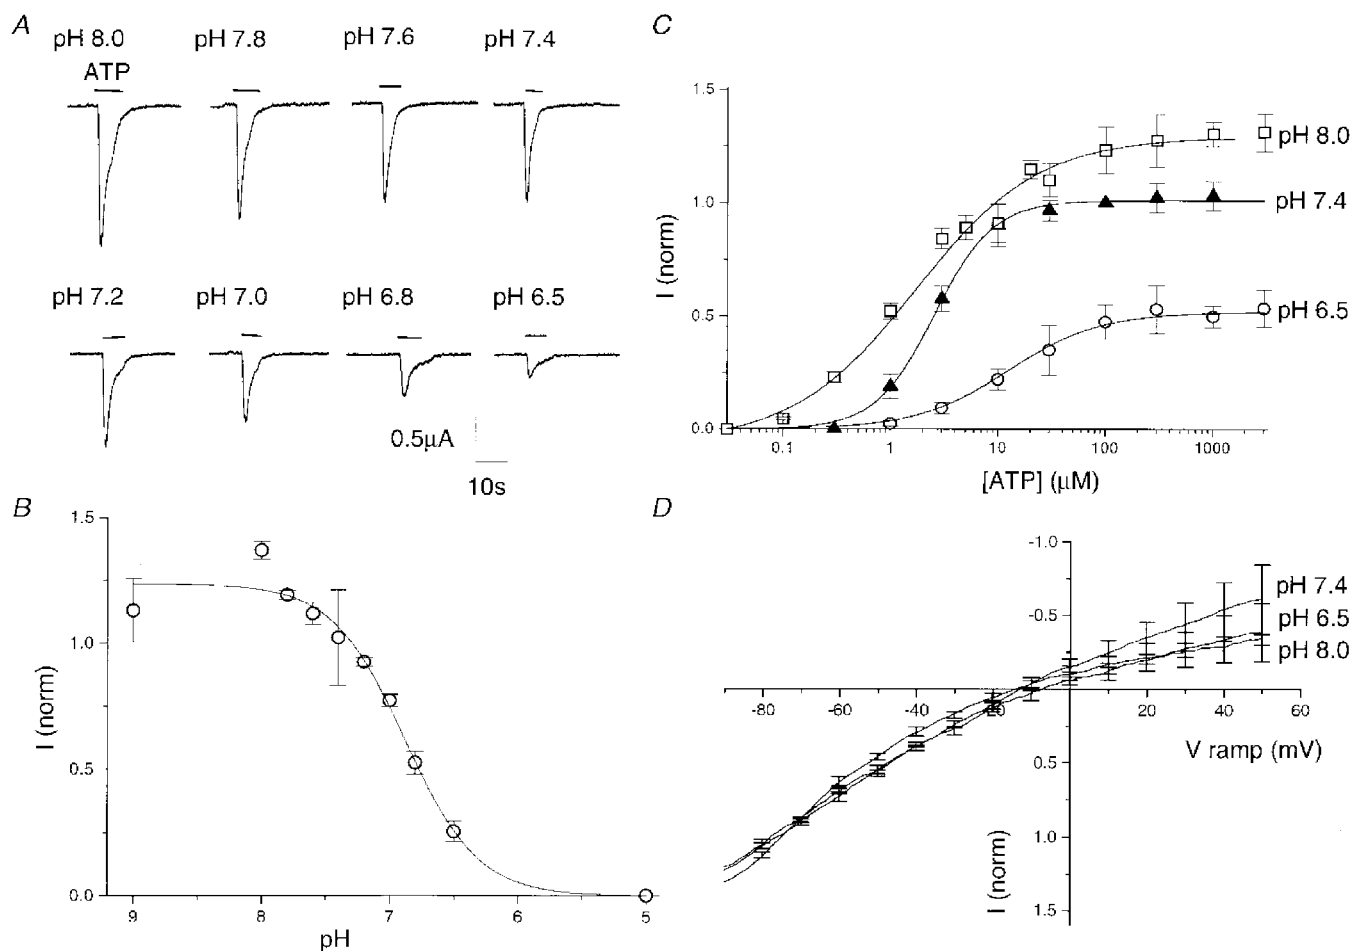 A
pH 8.0
pH 7.8
pH 7.6
pH 7.4
ATP
pH 7.2
pH 7.0
pH 6.8
pH 6.5
0.5μA
10s
B
1.5
1.0
0.5
0.0
I (norm)
9
8
7
6
5
pH
C
1.5
1.0
0.5
0.0
I (norm)
0.1
1
10
100
1000
[ATP] (μM)
pH 8.0
pH 7.4
pH 6.5
D
-1.0
-0.5
0.5
1.0
1.5
I (norm)
-80
-60
-40
-20
20
40
60
V ramp (mV)
pH 7.4
pH 6.5
pH 8.0